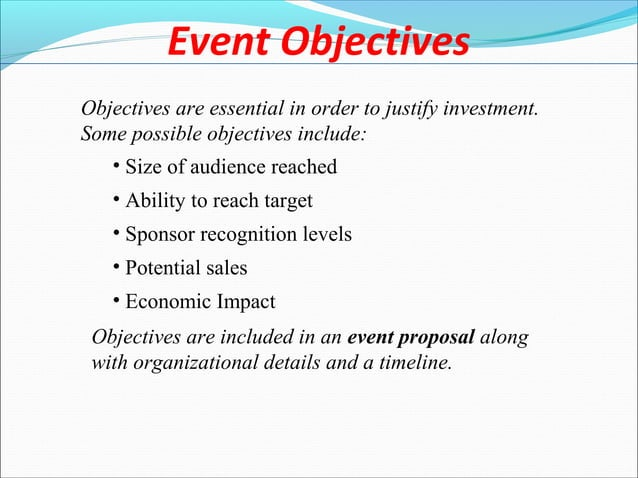 Event Objectives
Objectives are essential in order to justify investment.
Some possible objectives include:
• Size of audience reached
• Ability to reach target
• Sponsor recognition levels
• Potential sales
• Economic Impact
Objectives are included in an event proposal along
with organizational details and a timeline.